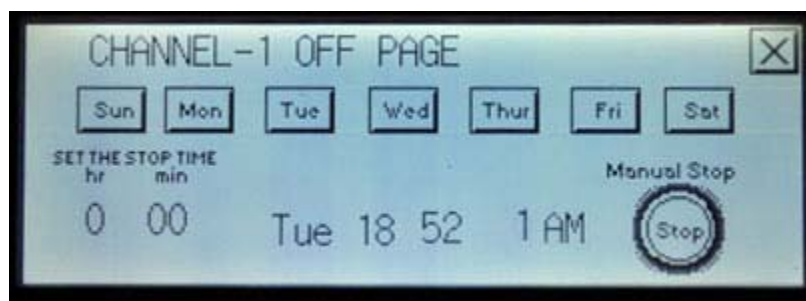 CHANNEL-1 OFF PAGE X
Sun Mon Tue Wed Thur Fri Sat
SET THE STOP TIME
hr min
Manual Stop
0 00 Tue 18 52 1 AM Stop